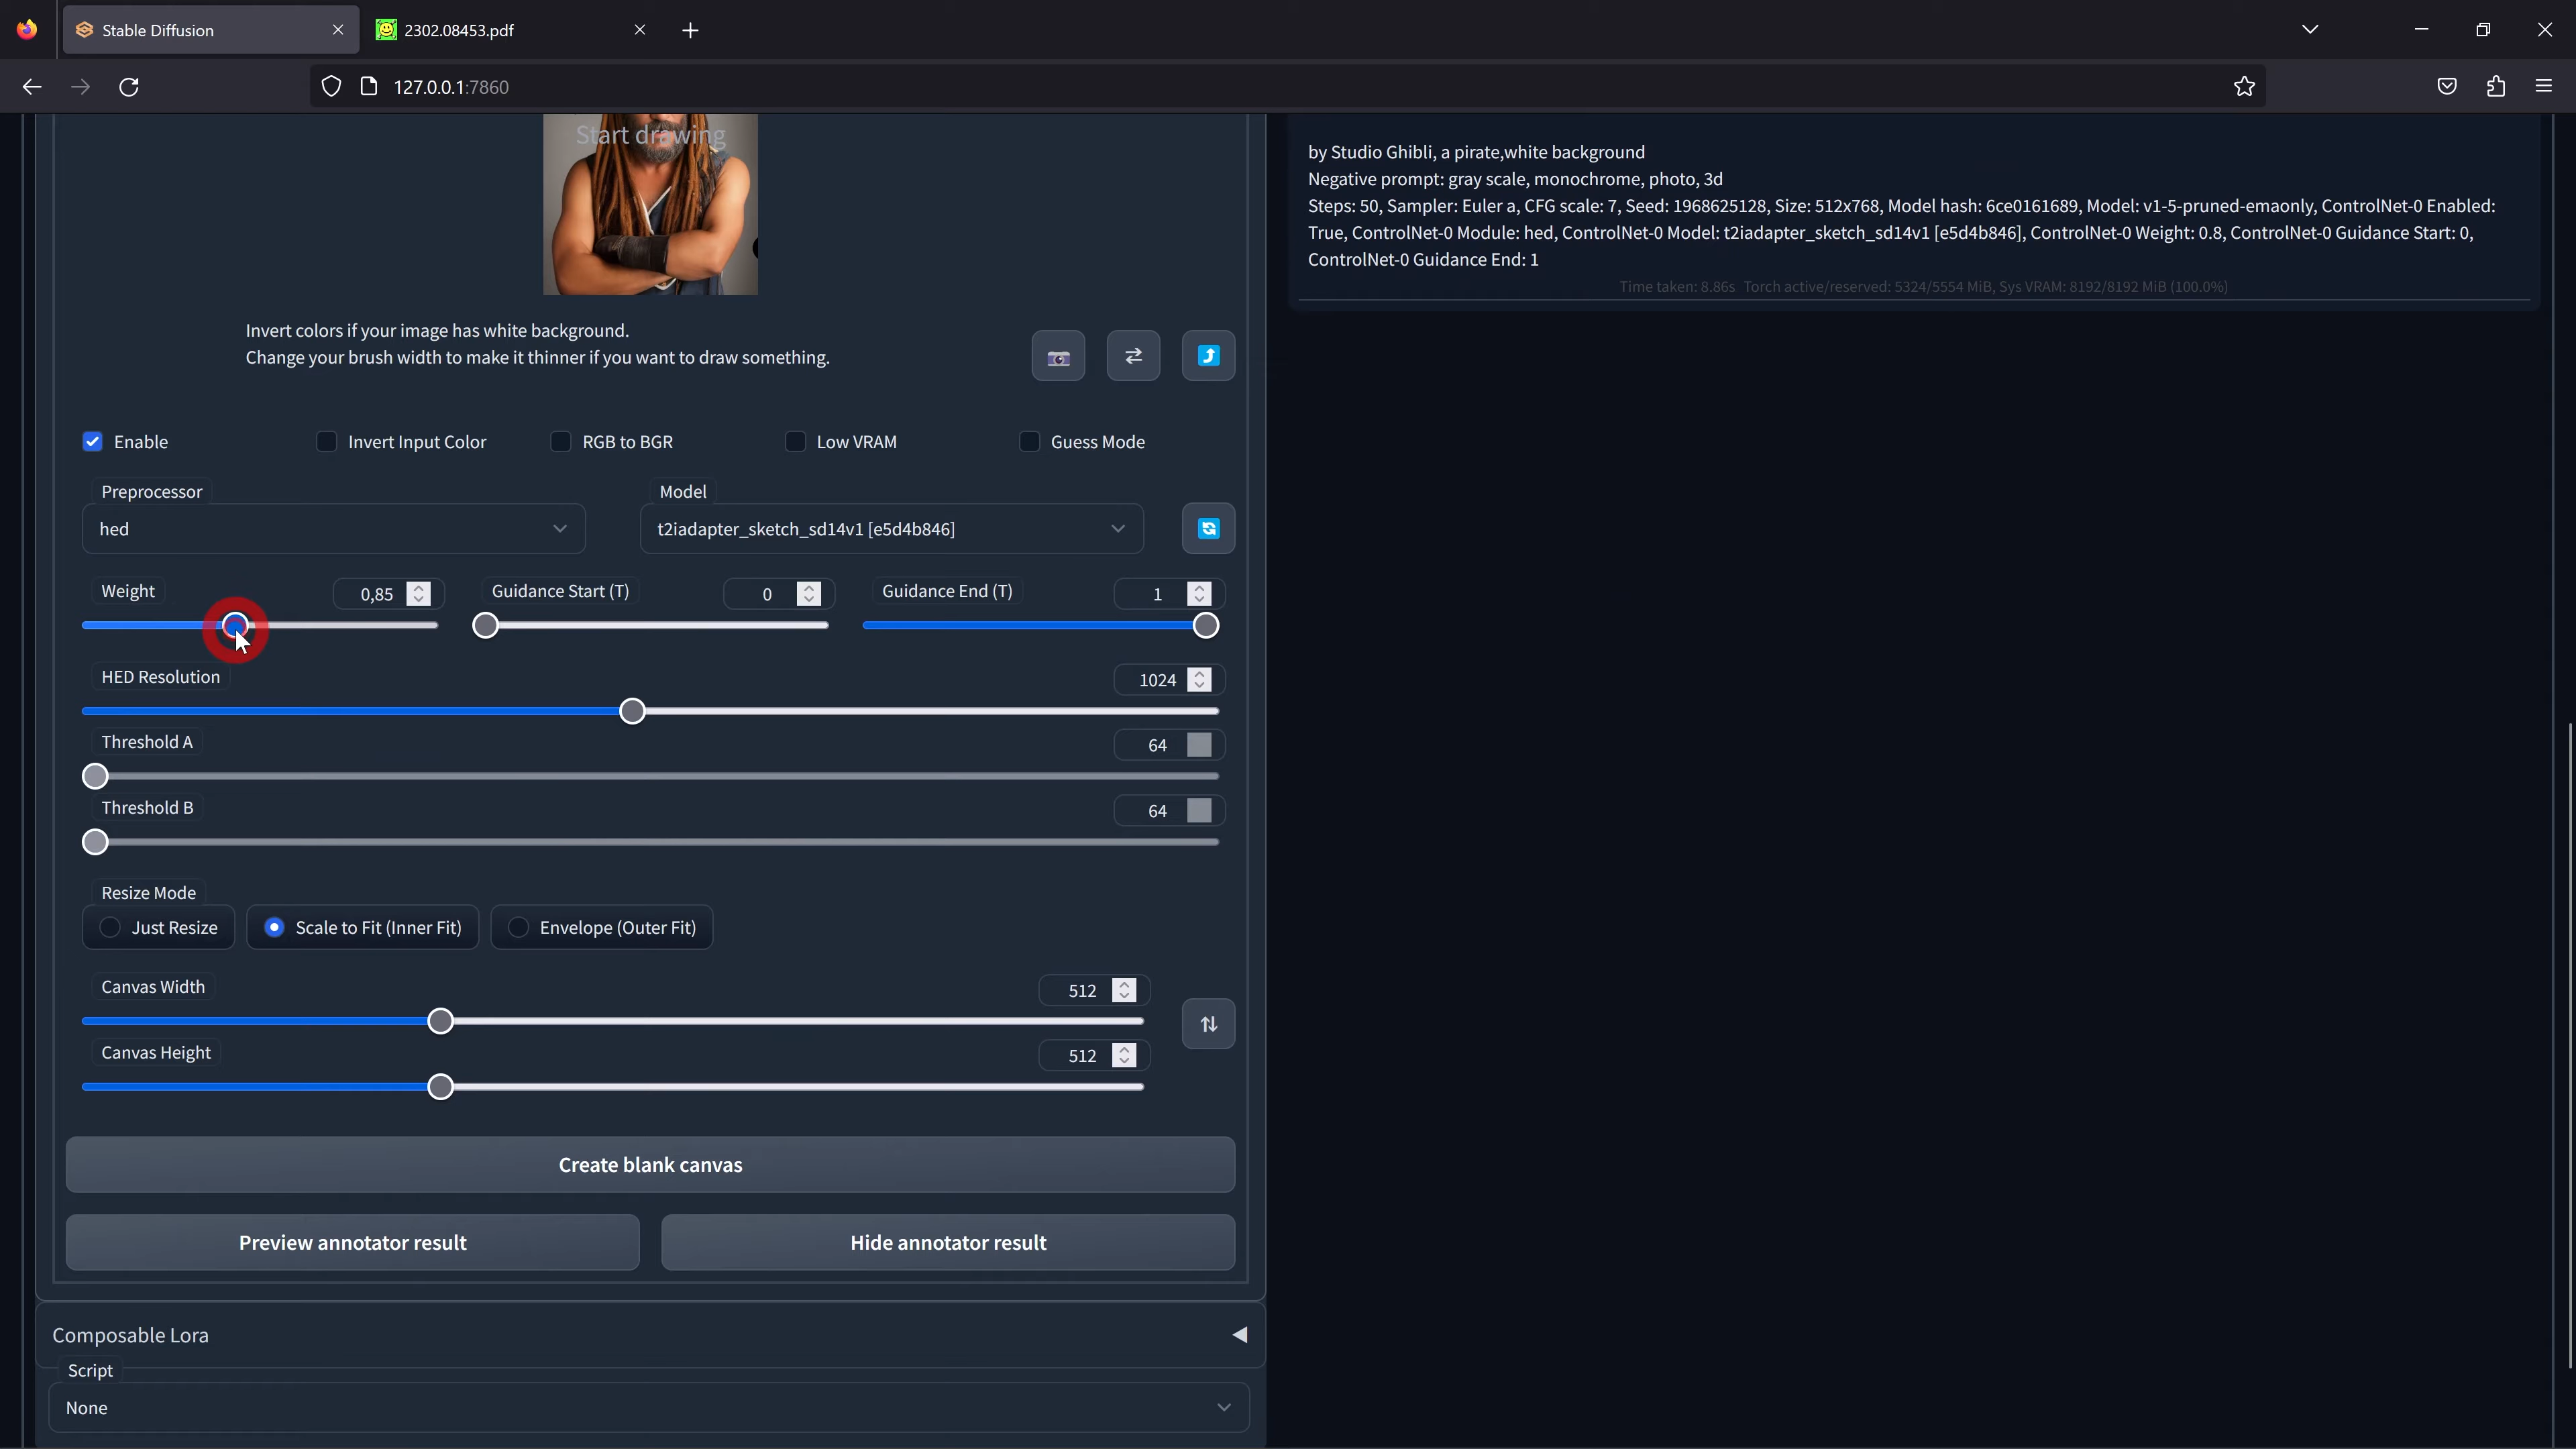 Stable Diffusion
2302.08453.pdf
127.0.0.1:7860
Start drawing
Invert colors if your image has white background.
Change your brush width to make it thinner if you want to draw something.
Enable
Invert Input Color
RGB to BGR
Low VRAM
Guess Mode
Preprocessor
Model
hed
t2iadapter_sketch_sd14v1 [e5d4b846]
Weight
0,85
Guidance Start (T)
0
Guidance End (T)
1
HED Resolution
1024
Threshold A
64
Threshold B
64
Resize Mode
Just Resize
Scale to Fit (Inner Fit)
Envelope (Outer Fit)
Canvas Width
512
Canvas Height
512
Create blank canvas
Preview annotator result
Hide annotator result
Composable Lora
Script
None
by Studio Ghibli, a pirate,white background
Negative prompt: gray scale, monochrome, photo, 3d
Steps: 50, Sampler: Euler a, CFG scale: 7, Seed: 1968625128, Size: 512x768, Model hash: 6ce0161689, Model: v1-5-pruned-emaonly, ControlNet-0 Enabled:
True, ControlNet-0 Module: hed, ControlNet-0 Model: t2iadapter_sketch_sd14v1 [e5d4b846], ControlNet-0 Weight: 0.8, ControlNet-0 Guidance Start: 0,
ControlNet-0 Guidance End: 1
Time taken: 8.86s Torch active/reserved: 5324/5554 MiB, Sys VRAM: 8192/8192 MiB (100.0%)